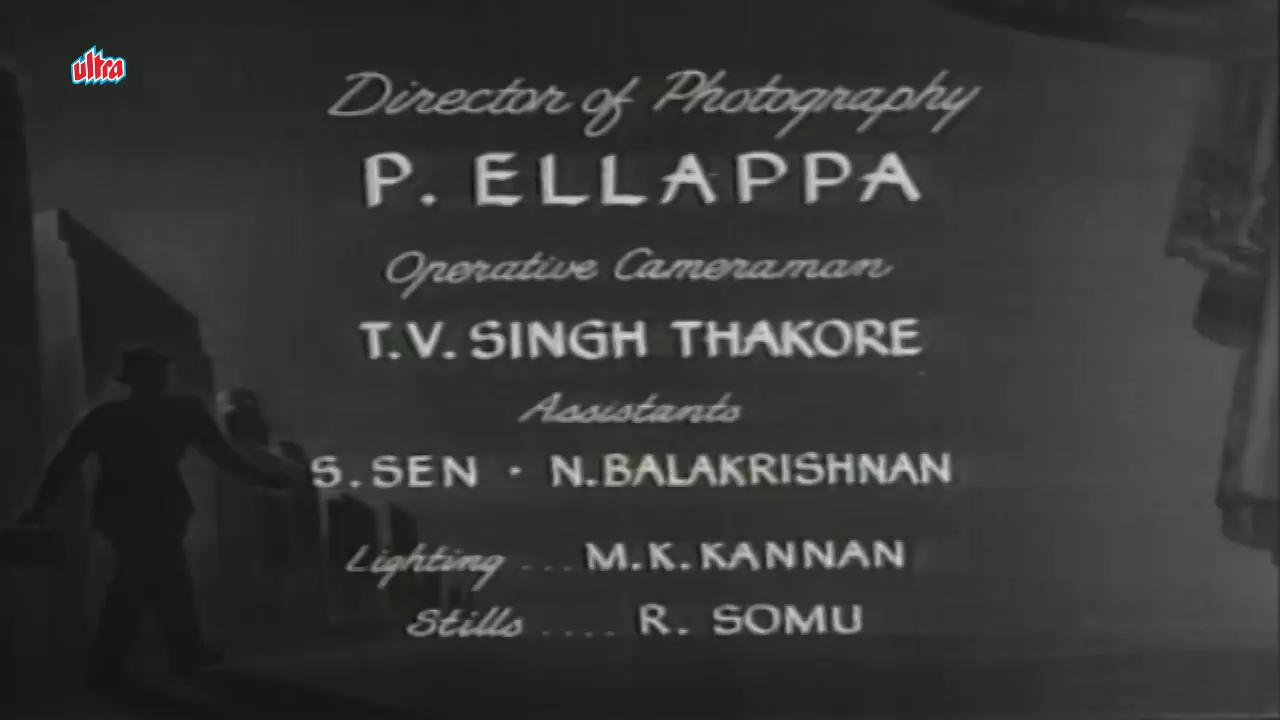 ultra
Director of Photography
P. ELLAPPA
Operative Cameraman
T.V. SINGH THAKORE
Assistants
S. SEN · N. BALAKRISHNAN
Lighting ... M.K. KANNAN
Stills .... R. SOMU